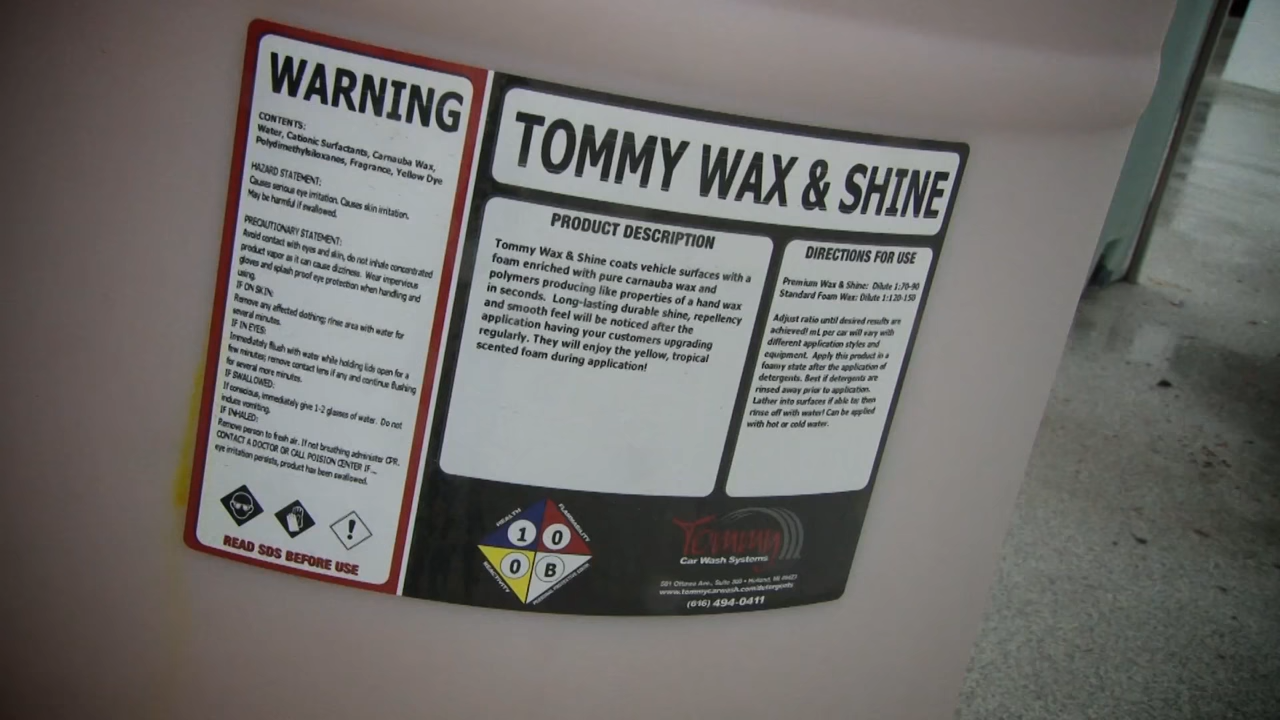 WARNING
CONTENTS:
Water, Cationic Surfactants, Carnauba Wax,
Polydimethylsiloxanes, Fragrance, Yellow Dye
HAZARD STATEMENT:
Causes serious eye irritation. Causes skin irritation.
May be harmful if swallowed.
PRECAUTIONARY STATEMENT:
Avoid contact with eyes and skin, do not inhale concentrated
product vapor as it can cause dizziness. Wear impervious
gloves and splash proof eye protection when handling and
using.
IF ON SKIN:
Remove any affected clothing; rinse area with water for
several minutes.
IF IN EYES:
Immediately flush with water while holding lids open for a
few minutes; remove contact lens if any and continue flushing
for several more minutes.
IF SWALLOWED:
If conscious, immediately give 1-2 glasses of water. Do not
induce vomiting.
IF INHALED:
Remove person to fresh air. If not breathing administer CPR.
CONTACT A DOCTOR OR CALL POISION CENTER IF...
eye irritation persists, product has been swallowed.
READ SDS BEFORE USE
TOMMY WAX & SHINE
PRODUCT DESCRIPTION
Tommy Wax & Shine coats vehicle surfaces with a
foam enriched with pure carnauba wax and
polymers producing like properties of a hand wax
in seconds. Long-lasting durable shine, repellency
and smooth feel will be noticed after the
application having your customers upgrading
regularly. They will enjoy the yellow, tropical
scented foam during application!
DIRECTIONS FOR USE
Premium Wax & Shine: Dilute 1:70-90
Standard Foam Wax: Dilute 1:120-150
Adjust ratio until desired results are
achieved! mL per car will vary with
different application styles and
equipment. Apply this product in a
foamy state after the application of
detergents. Best if detergents are
rinsed away prior to application.
Lather into surfaces if able to; then
rinse off with water! Can be applied
with hot or cold water.
HEALTH
FLAMMABILITY
1 0
0 B
REACTIVITY
Tommy
Car Wash Systems
Ottawa Ave., Suite • Holland, MI
www.tommycarwash.com/detergents
(616) 494-0411